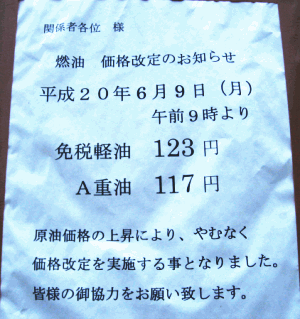 関係者各位 様
燃油 価格改定のお知らせ
平成20年6月9日(月)
午前9時より
免税軽油 123円
A重油 117円
原油価格の上昇により、やむなく
価格改定を実施する事となりました。
皆様の御協力をお願い致します。